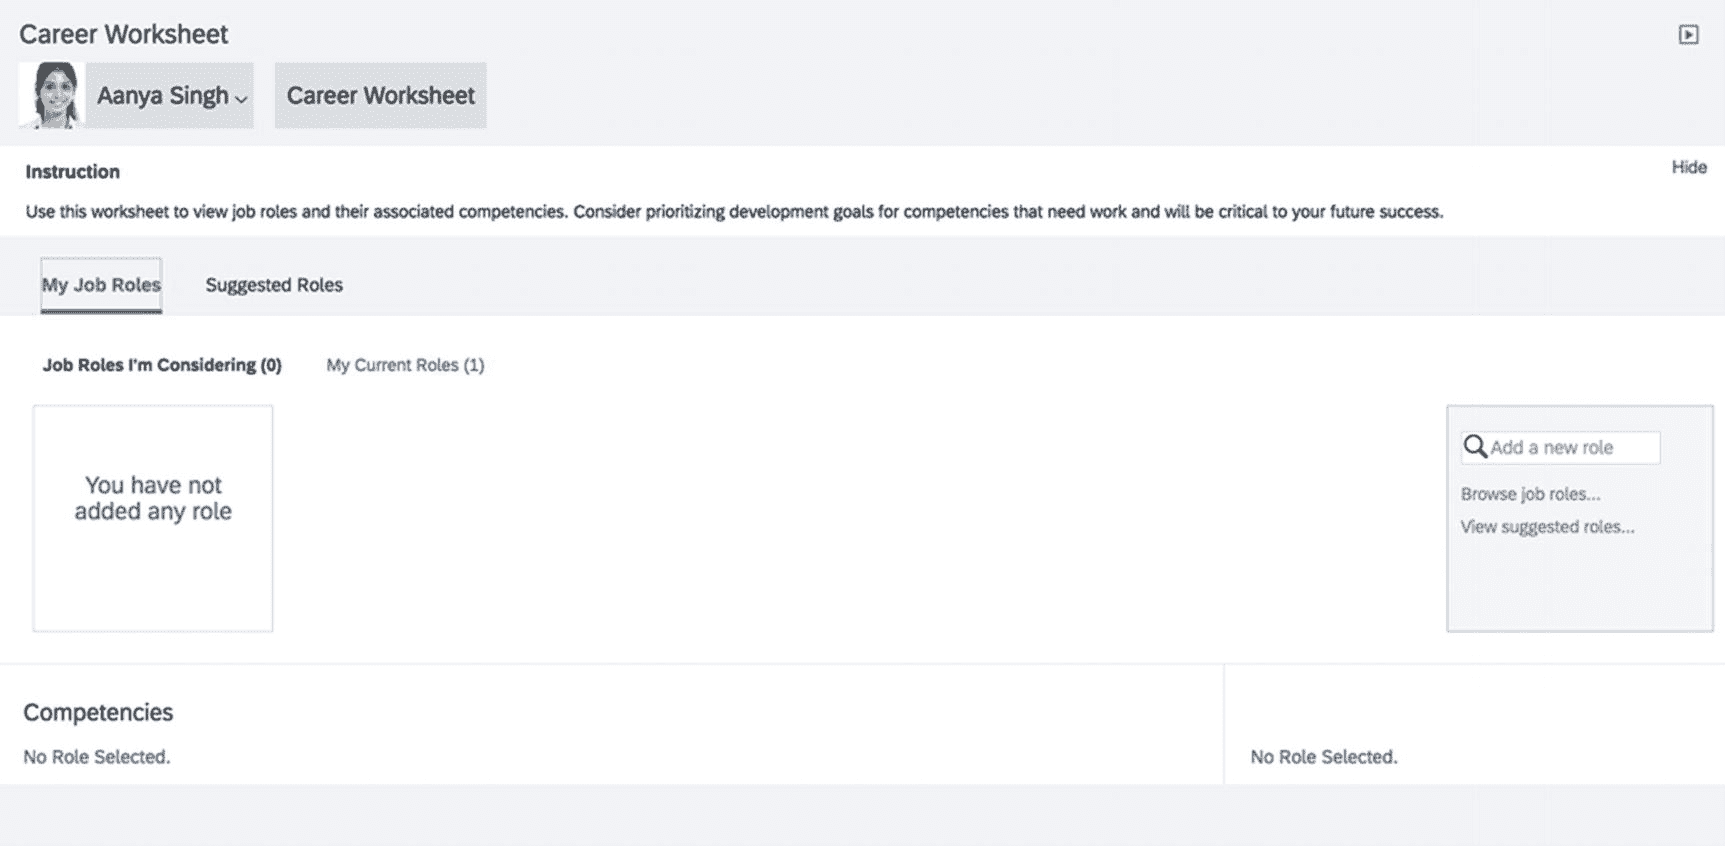 Career Worksheet
Aanya Singh
Career Worksheet
Instruction
Hide
Use this worksheet to view job roles and their associated competencies. Consider prioritizing development goals for competencies that need work and will be critical to your future success.
My Job Roles
Suggested Roles
Job Roles I'm Considering (0)
My Current Roles (1)
You have not
added any role
Add a new role
Browse job roles...
View suggested roles...
Competencies
No Role Selected.
No Role Selected.